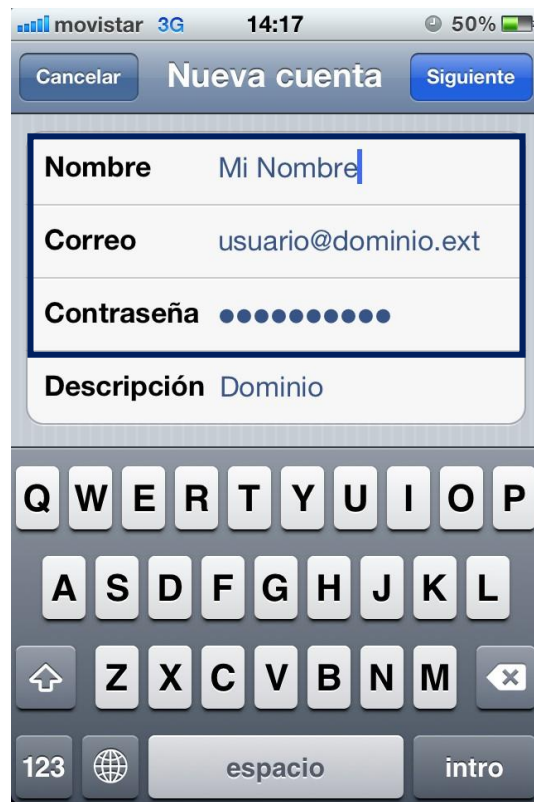 movistar 3G 14:17 50%
Cancelar Nueva cuenta Siguiente
Nombre Mi Nombre
Correo usuario@dominio.ext
Contraseña ●●●●●●●●●●
Descripción Dominio
Q W E R T Y U I O P
A S D F G H J K L
Z X C V B N M
123 espacio intro